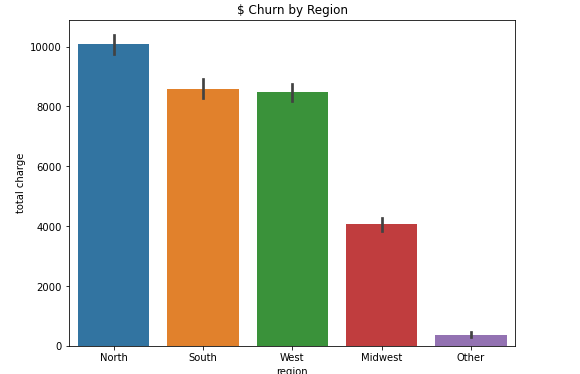 $ Churn by Region
total charge
10000
8000
6000
4000
2000
0
North South West Midwest Other
region